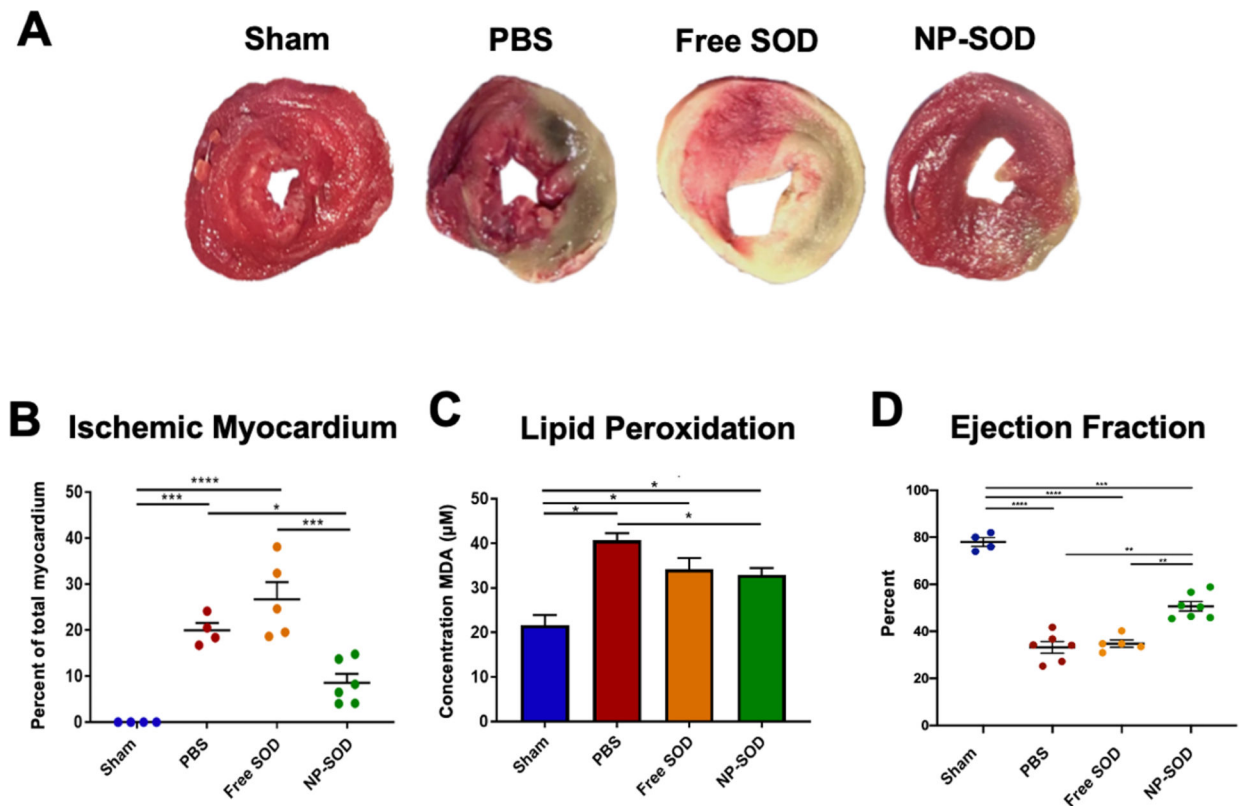 A
Sham
PBS
Free SOD
NP-SOD
B
Ischemic Myocardium
Percent of total myocardium
50
40
30
20
10
0
****
***
*
***
Sham
PBS
Free SOD
NP-SOD
C
Lipid Peroxidation
Concentration MDA (µM)
50
40
30
20
10
0
*
*
*
*
Sham
PBS
Free SOD
NP-SOD
D
Ejection Fraction
Percent
100
80
60
40
20
0
***
****
****
**
**
Sham
PBS
Free SOD
NP-SOD